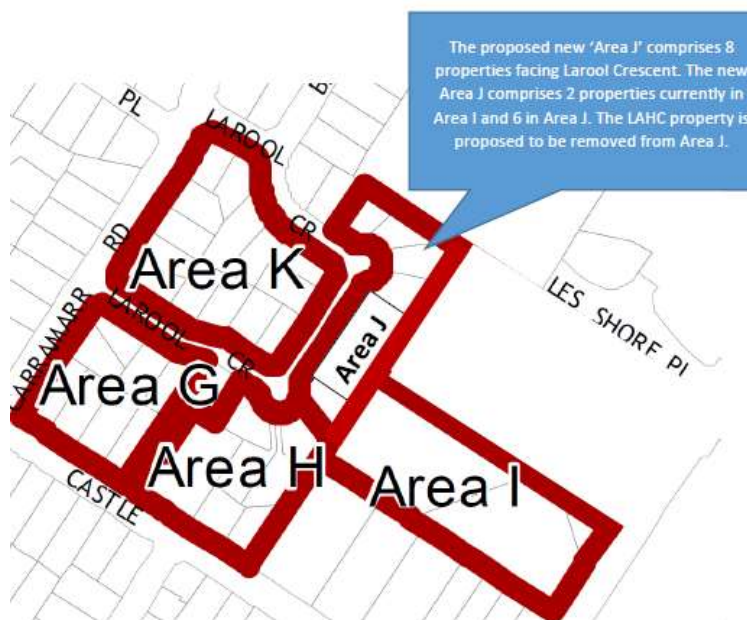 The proposed new ‘Area J’ comprises 8
properties facing Larool Crescent. The new
Area J comprises 2 properties currently in
Area I and 6 in Area J. The LAHC property is
proposed to be removed from Area J.
PL
LAROOL
CR
RD
Area K
LES SHORE PL
LAROOL
CR
Area J
CARRAMARR
Area G
Area H
Area I
CASTLE